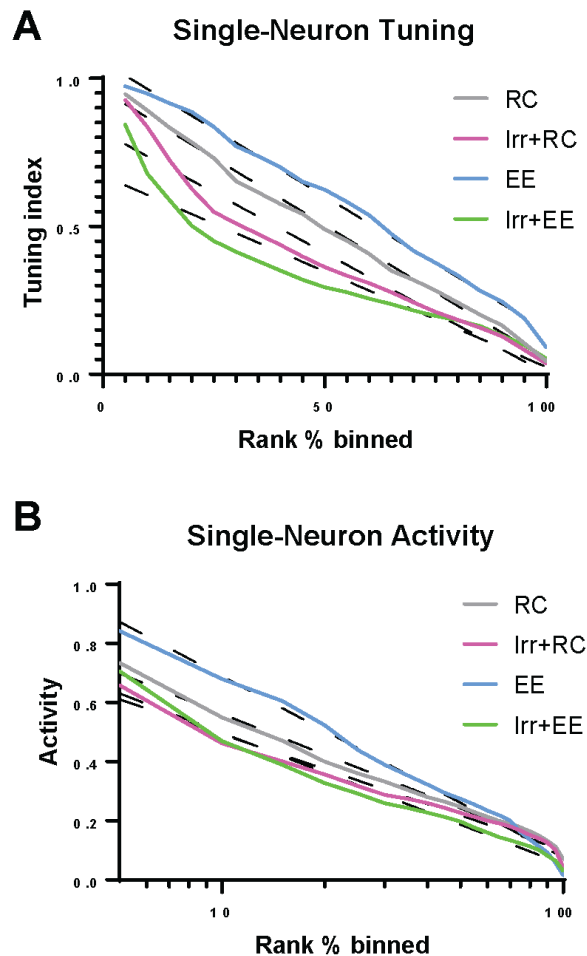 A
Single-Neuron Tuning
1.0
0.5
0.0
Tuning index
RC
Irr+RC
EE
Irr+EE
0
50
100
Rank % binned
B
Single-Neuron Activity
1.0
0.8
0.6
0.4
0.2
0.0
Activity
RC
Irr+RC
EE
Irr+EE
10
100
Rank % binned